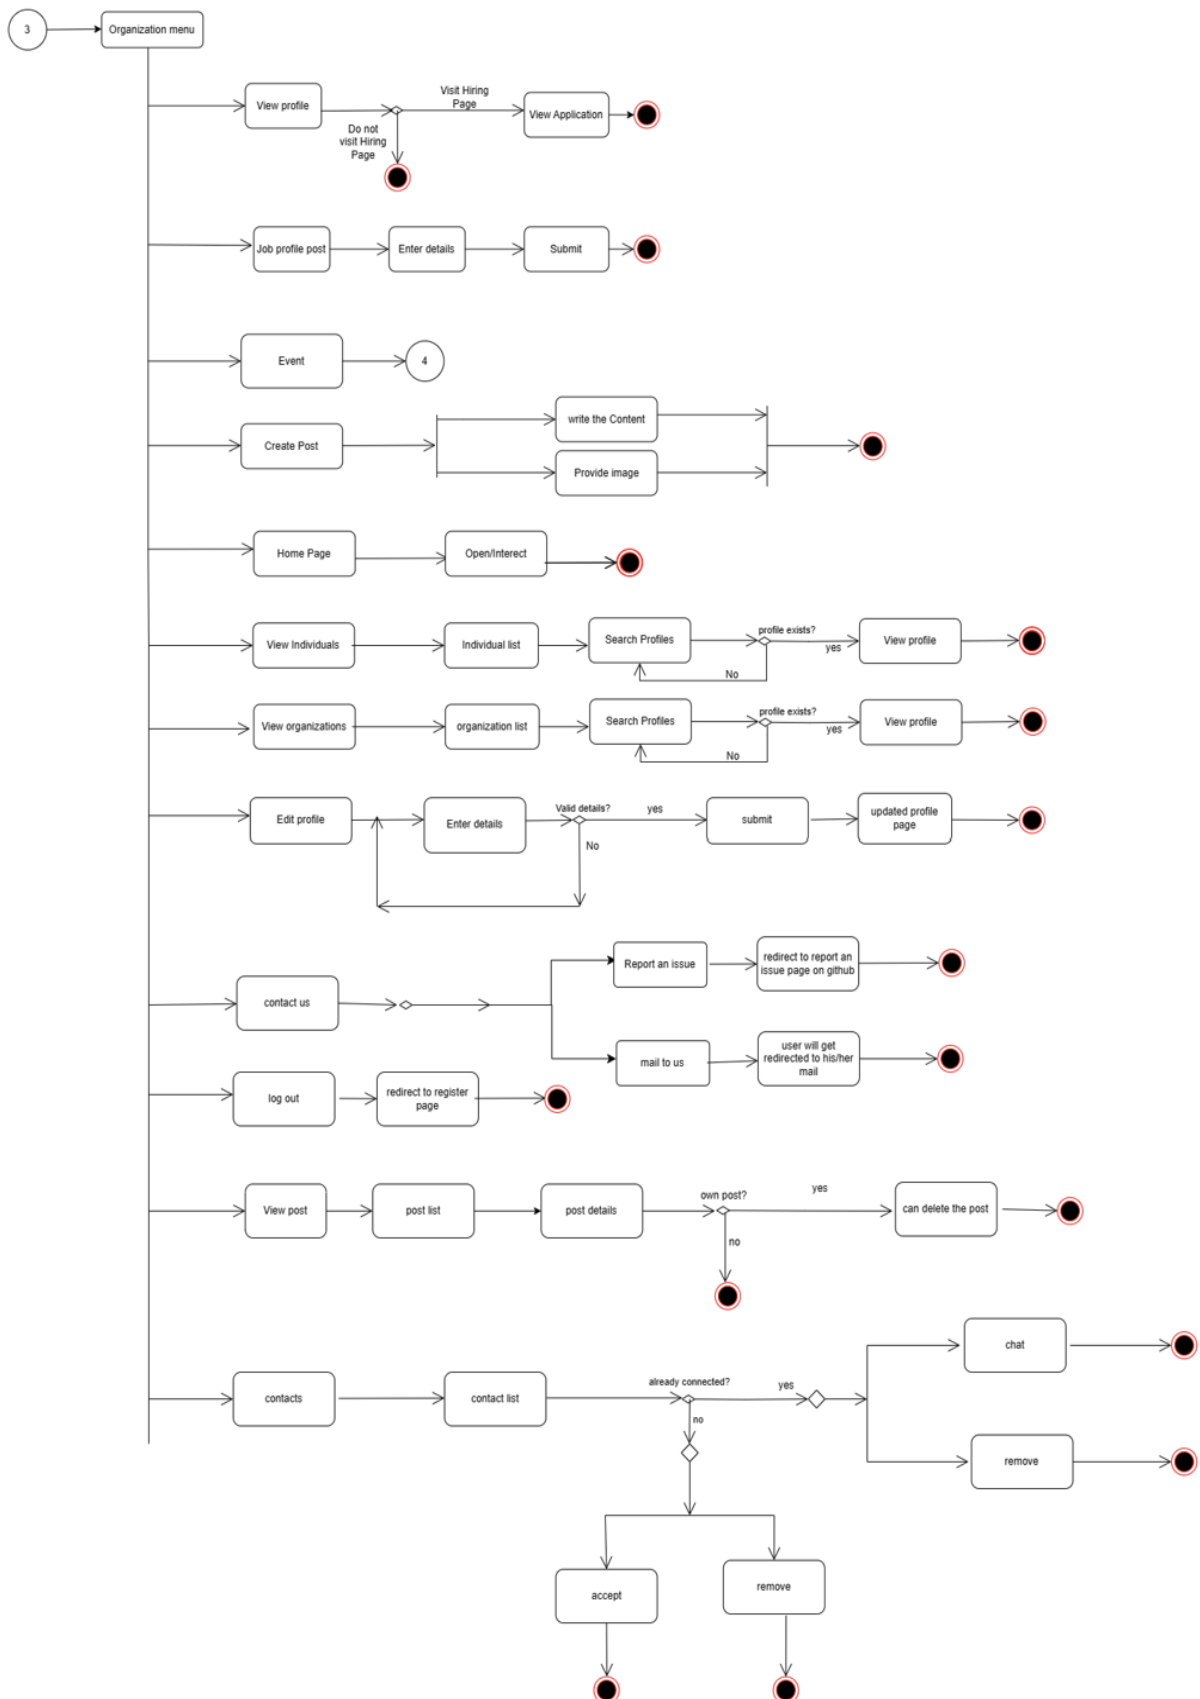 3
Organization menu
View profile
Visit Hiring
Page
View Application
Do not
visit Hiring
Page
Job profile post
Enter details
Submit
Event
4
Create Post
write the Content
Provide image
Home Page
Open/Interect
View Individuals
Individual list
Search Profiles
profile exists?
yes
No
View profile
View organizations
organization list
Search Profiles
profile exists?
yes
No
View profile
Edit profile
Enter details
Valid details?
yes
No
submit
updated profile
page
contact us
Report an issue
redirect to report an
issue page on github
mail to us
user will get
redirected to his/her
mail
log out
redirect to register
page
View post
post list
post details
own post?
yes
no
can delete the post
contacts
contact list
already connected?
yes
no
chat
remove
accept
remove